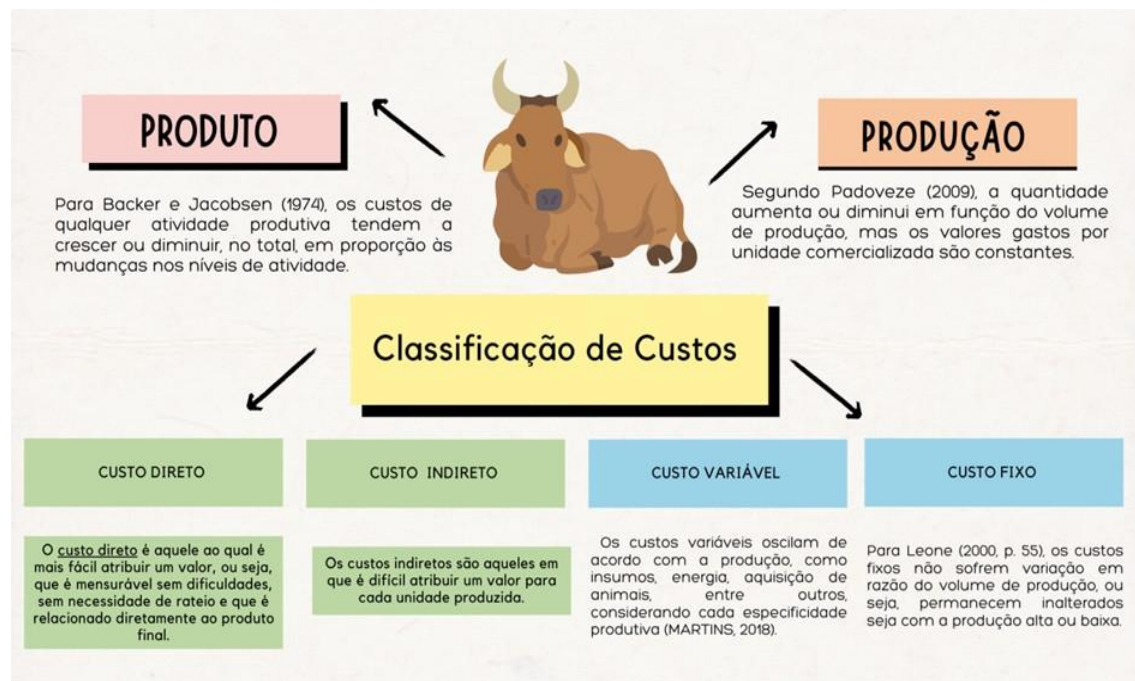 PRODUTO
Para Backer e Jacobsen (1974), os custos de
qualquer atividade produtiva tendem a
crescer ou diminuir, no total, em proporção às
mudanças nos níveis de atividade.
PRODUÇÃO
Segundo Padoveze (2009), a quantidade
aumenta ou diminui em função do volume
de produção, mas os valores gastos por
unidade comercializada são constantes.
Classificação de Custos
CUSTO DIRETO
O custo direto é aquele ao qual é
mais fácil atribuir um valor, ou seja,
que é mensurável sem dificuldades,
sem necessidade de rateio e que é
relacionado diretamente ao produto
final.
CUSTO INDIRETO
Os custos indiretos são aqueles em
que é difícil atribuir um valor para
cada unidade produzida.
CUSTO VARIÁVEL
Os custos variáveis oscilam de
acordo com a produção, como
insumos, energia, aquisição de
animais, entre outros,
considerando cada especificidade
produtiva (MARTINS, 2018).
CUSTO FIXO
Para Leone (2000, p. 55), os custos
fixos não sofrem variação em
razão do volume de produção, ou
seja, permanecem inalterados
seja com a produção alta ou baixa.